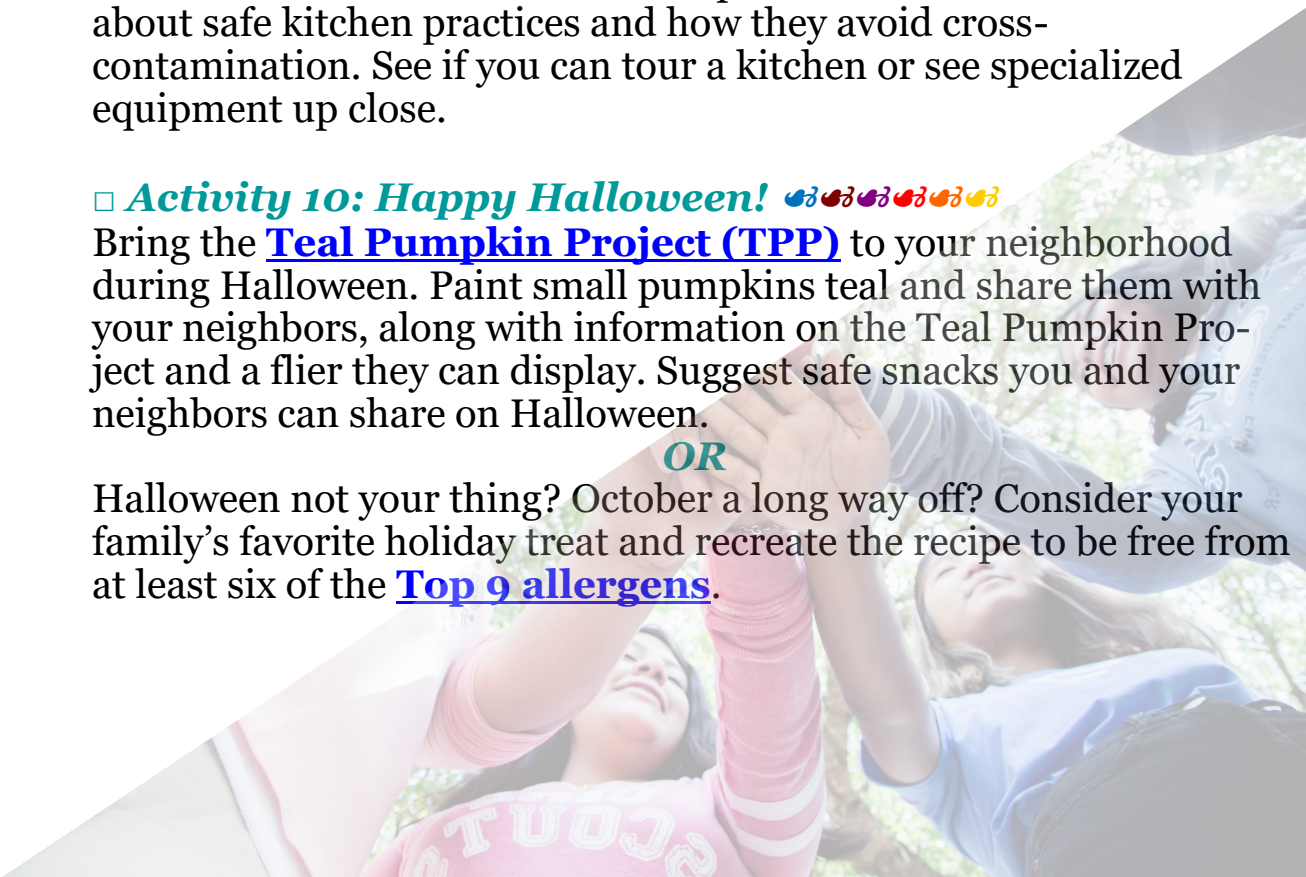 about safe kitchen practices and how they avoid cross-
contamination. See if you can tour a kitchen or see specialized
equipment up close.
□ Activity 10: Happy Halloween!
Bring the Teal Pumpkin Project (TPP) to your neighborhood
during Halloween. Paint small pumpkins teal and share them with
your neighbors, along with information on the Teal Pumpkin Pro-
ject and a flier they can display. Suggest safe snacks you and your
neighbors can share on Halloween.
OR
Halloween not your thing? October a long way off? Consider your
family’s favorite holiday treat and recreate the recipe to be free from
at least six of the Top 9 allergens.
SCOUTS